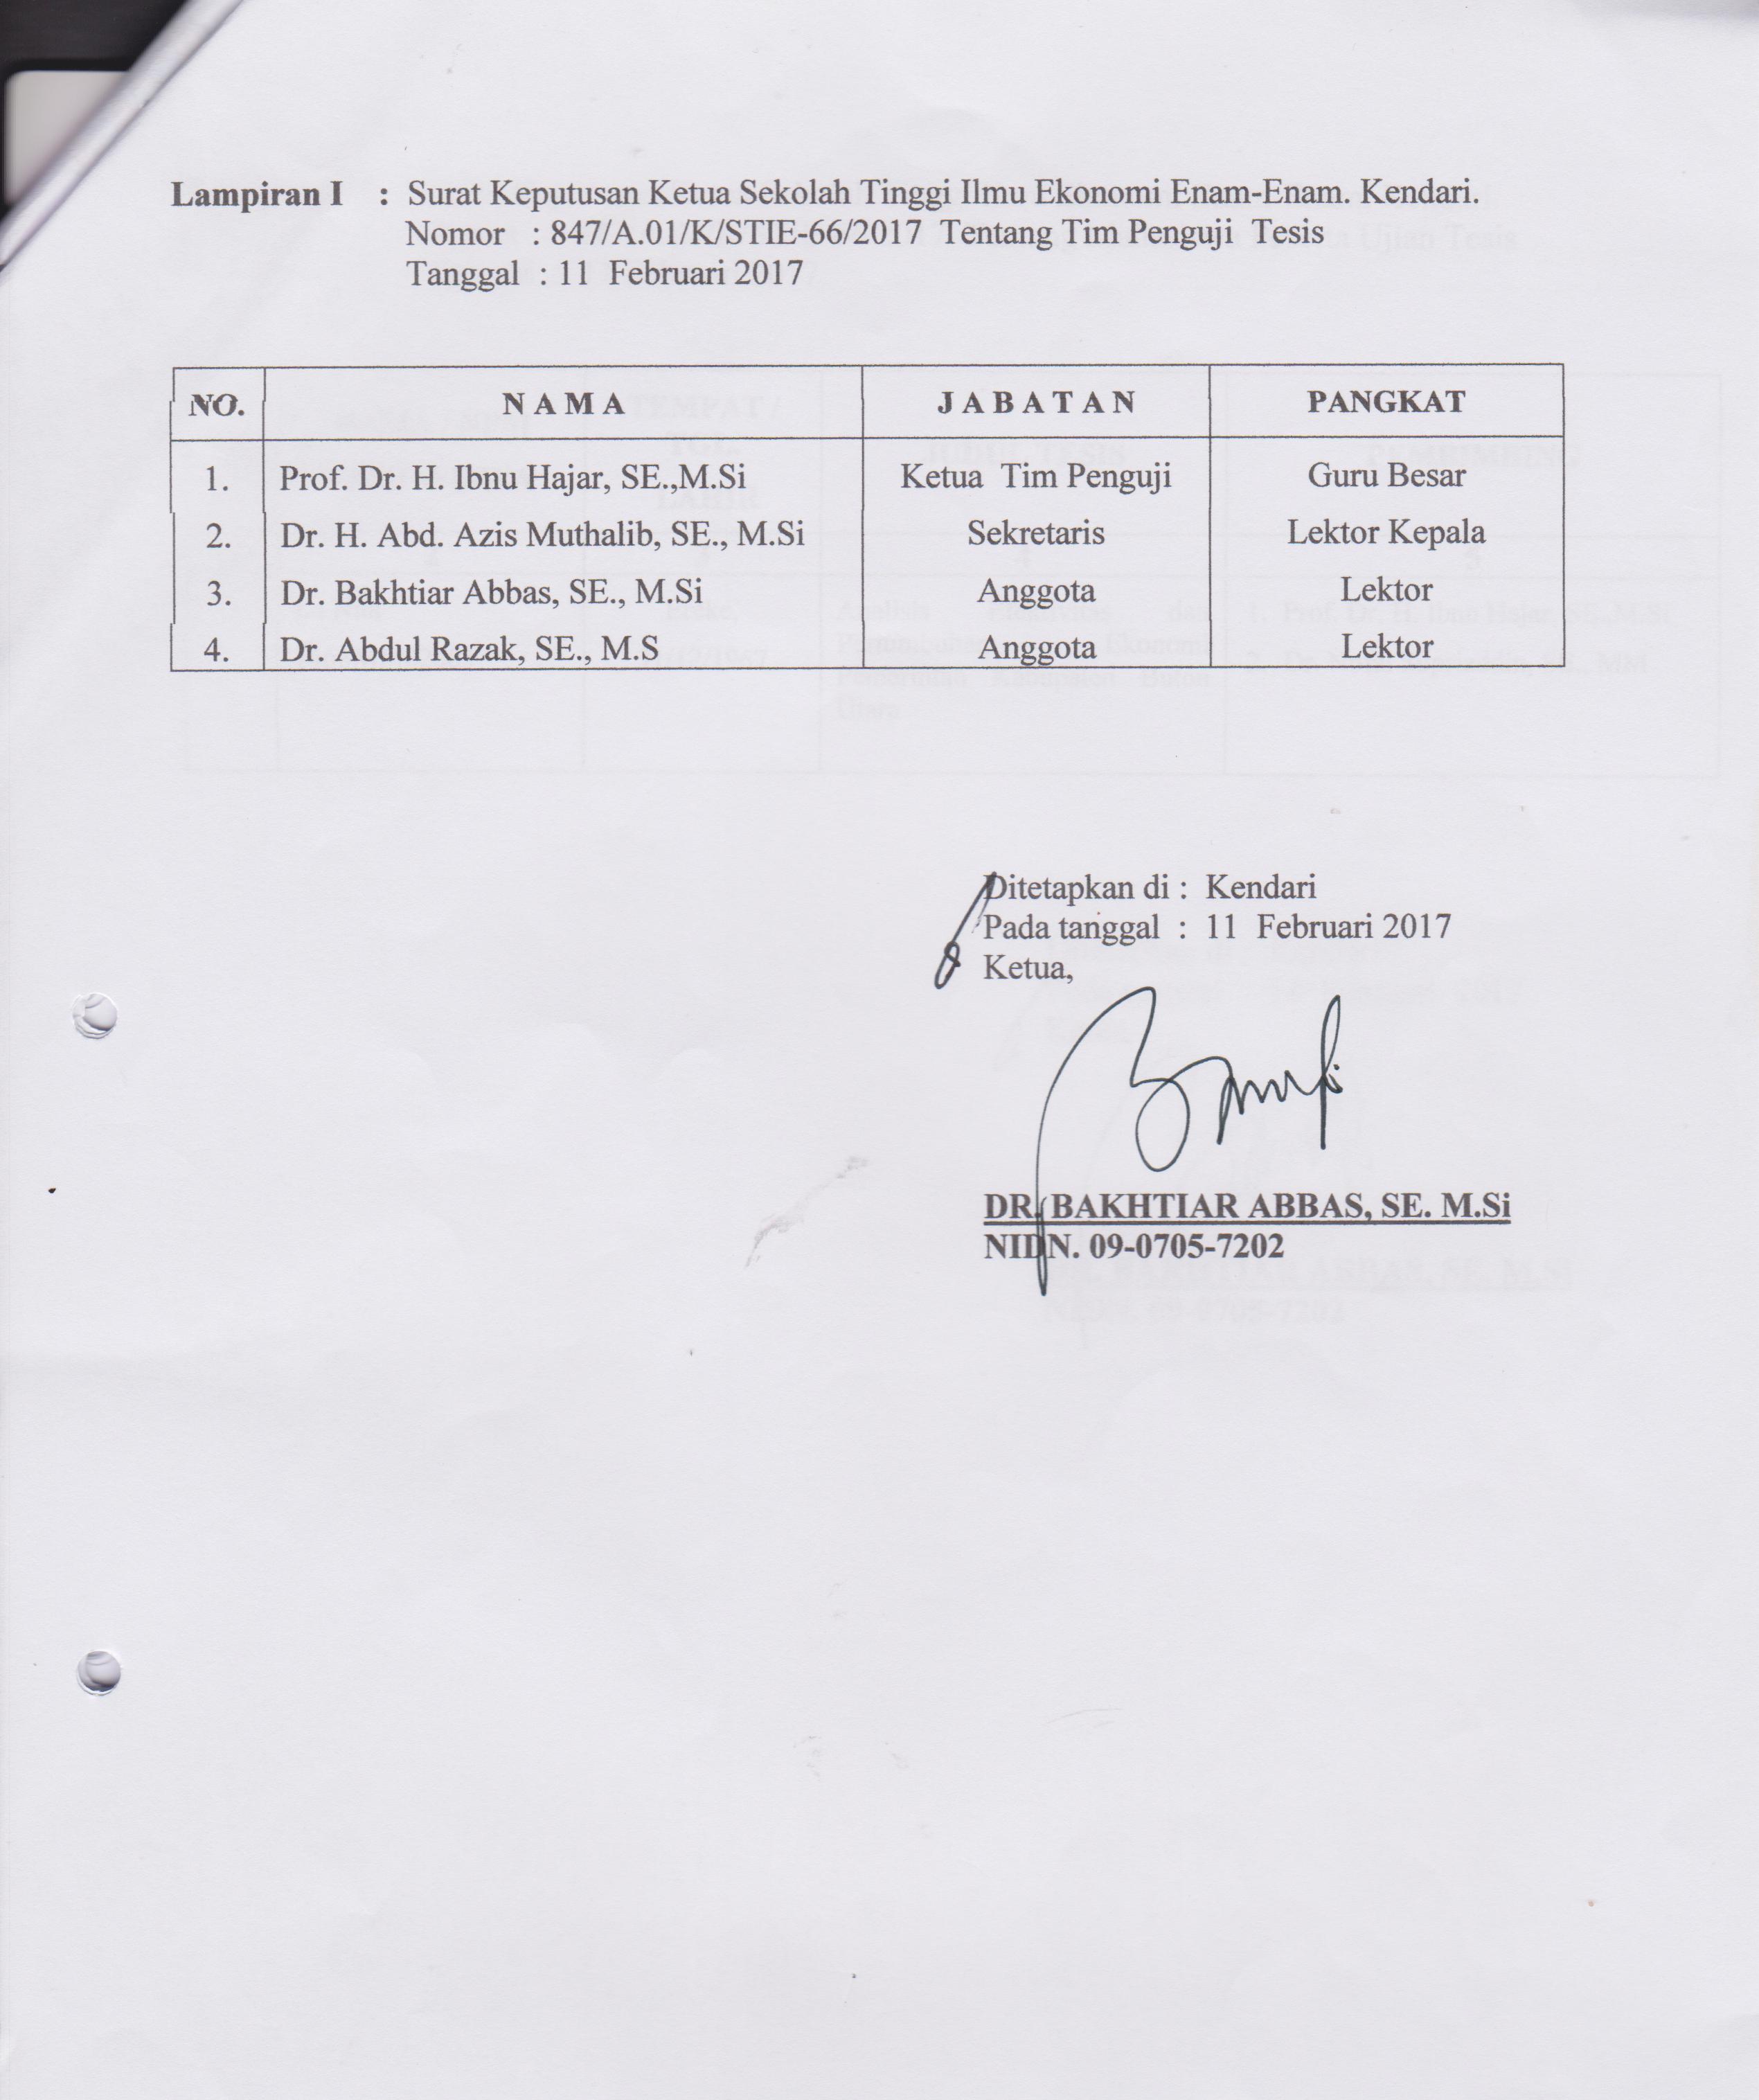 Lampiran I : Surat Keputusan Ketua Sekolah Tinggi Ilmu Ekonomi Enam-Enam. Kendari.
Nomor : 847/A.01/K/STIE-66/2017 Tentang Tim Penguji Tesis
Tanggal : 11 Februari 2017
NO. N A M A J A B A T A N PANGKAT
1. Prof. Dr. H. Ibnu Hajar, SE.,M.Si Ketua Tim Penguji Guru Besar
2. Dr. H. Abd. Azis Muthalib, SE., M.Si Sekretaris Lektor Kepala
3. Dr. Bakhtiar Abbas, SE., M.Si Anggota Lektor
4. Dr. Abdul Razak, SE., M.S Anggota Lektor
Ditetapkan di : Kendari
Pada tanggal : 11 Februari 2017
Ketua,
DR. BAKHTIAR ABBAS, SE. M.Si
NIDN. 09-0705-7202